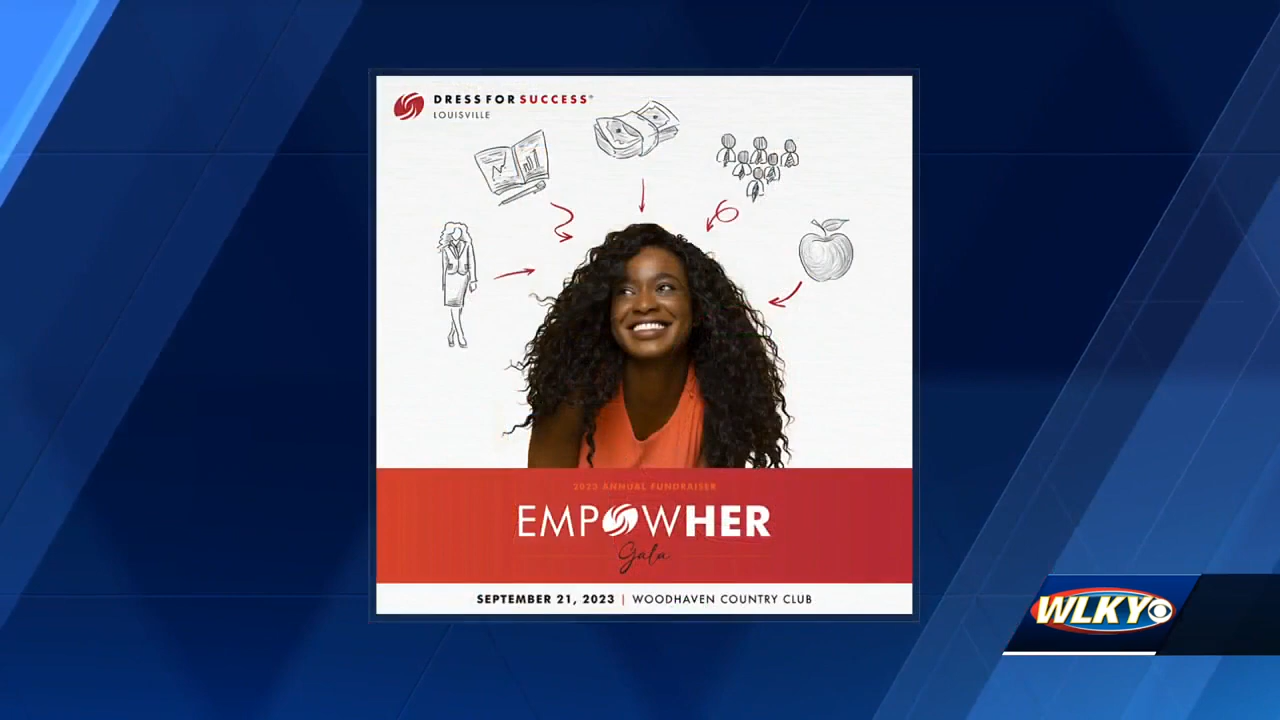 DRESS FOR SUCCESS®
LOUISVILLE
2023 ANNUAL FUNDRAISER
EMPOWHER
Gala
SEPTEMBER 21, 2023 | WOODHAVEN COUNTRY CLUB
WLKY